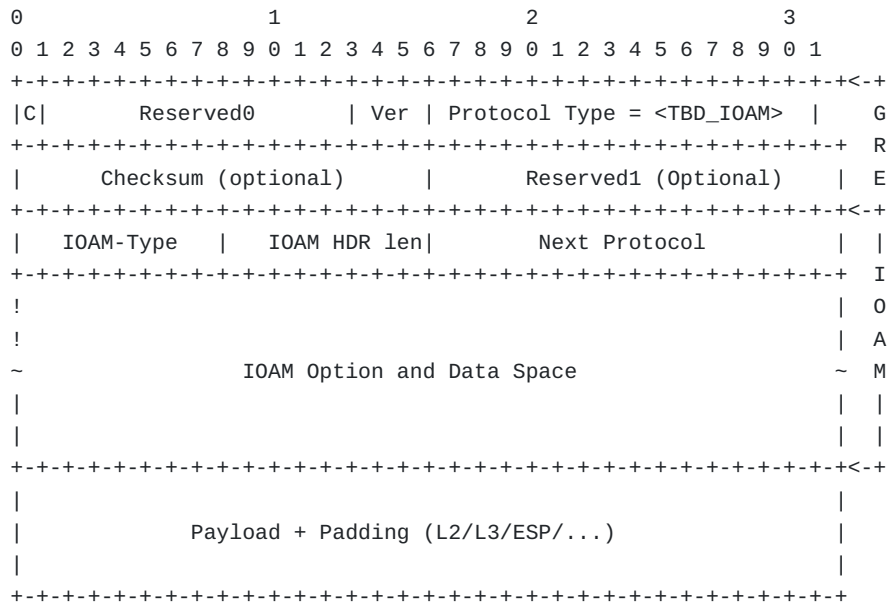 0                   1                   2                   3
0 1 2 3 4 5 6 7 8 9 0 1 2 3 4 5 6 7 8 9 0 1 2 3 4 5 6 7 8 9 0 1
+-+-+-+-+-+-+-+-+-+-+-+-+-+-+-+-+-+-+-+-+-+-+-+-+-+-+-+-+-+-+-+-+<-+
|C|       Reserved0       | Ver | Protocol Type = <TBD_IOAM>  |    G
+-+-+-+-+-+-+-+-+-+-+-+-+-+-+-+-+-+-+-+-+-+-+-+-+-+-+-+-+-+-+-+-+  R
|      Checksum (optional)      |       Reserved1 (Optional)    |  E
+-+-+-+-+-+-+-+-+-+-+-+-+-+-+-+-+-+-+-+-+-+-+-+-+-+-+-+-+-+-+-+-+<-+
|   IOAM-Type   |   IOAM HDR len|        Next Protocol          |  |
+-+-+-+-+-+-+-+-+-+-+-+-+-+-+-+-+-+-+-+-+-+-+-+-+-+-+-+-+-+-+-+-+  I
!                                                               |  O
!                                                               |  A
~                 IOAM Option and Data Space                    ~  M
|                                                               |  |
|                                                               |  |
+-+-+-+-+-+-+-+-+-+-+-+-+-+-+-+-+-+-+-+-+-+-+-+-+-+-+-+-+-+-+-+-+<-+
|                                                               |
|             Payload + Padding (L2/L3/ESP/...)                 |
|                                                               |
+-+-+-+-+-+-+-+-+-+-+-+-+-+-+-+-+-+-+-+-+-+-+-+-+-+-+-+-+-+-+-+-+